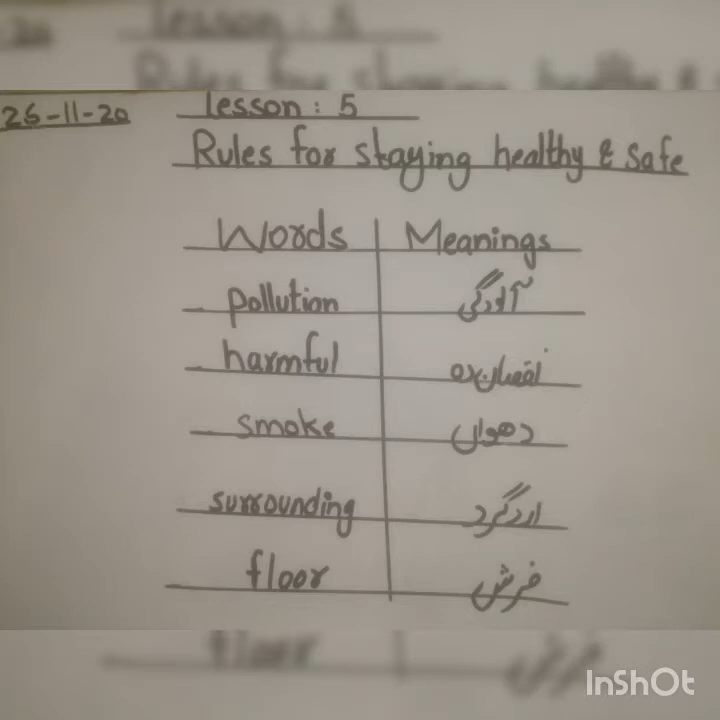 26-11-20
Lesson: 5
Rules for staying healthy & safe
Words Meanings
pollution آلودگی
harmful نقصان دہ
smoke دھواں
surrounding اردگرد
floor فرش
InShOt